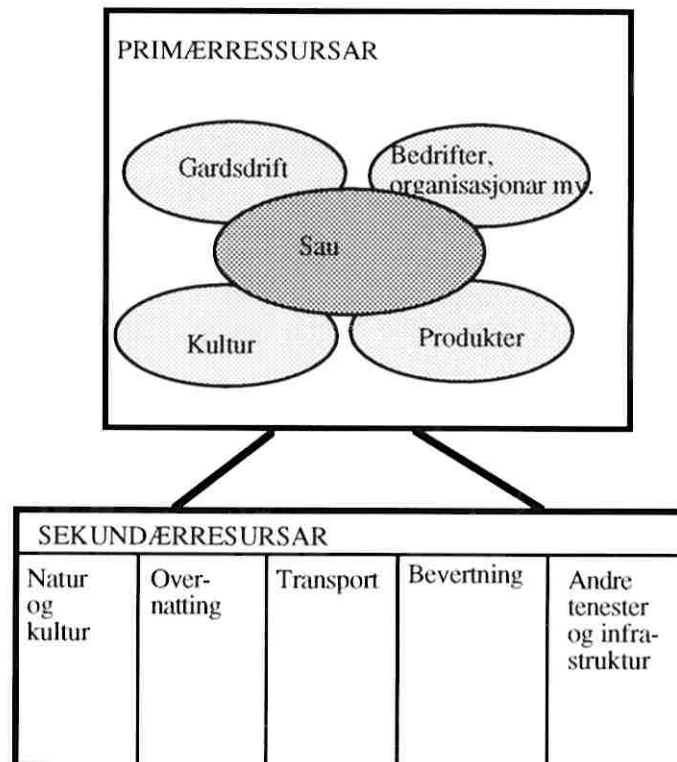 PRIMÆRRESSURSAR
Gardsdrift
Bedrifter,
organisasjonar mv.
Sau
Kultur
Produkter
SEKUNDÆRRESURSAR
Natur
og
kultur
Over-
natting
Transport
Bevertning
Andre
tenester
og infra-
struktur